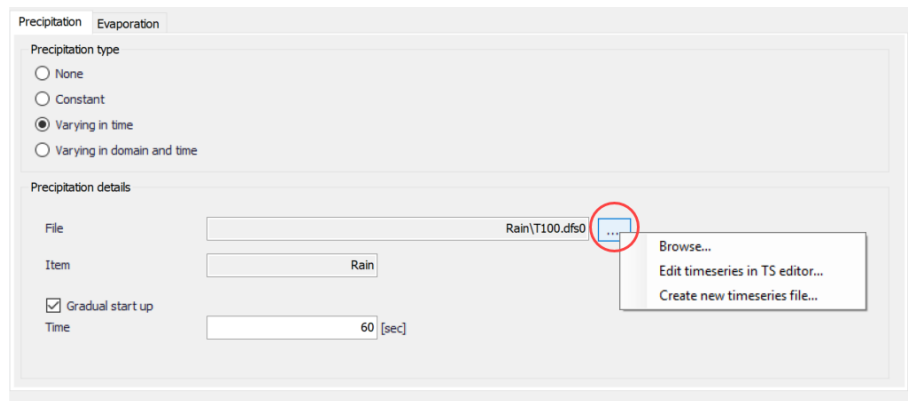 Precipitation Evaporation
Precipitation type
None
Constant
Varying in time
Varying in domain and time
Precipitation details
File Rain\T100.dfs0 ...
Browse...
Item Rain
Edit timeseries in TS editor...
Create new timeseries file...
Gradual start up
Time 60 [sec]